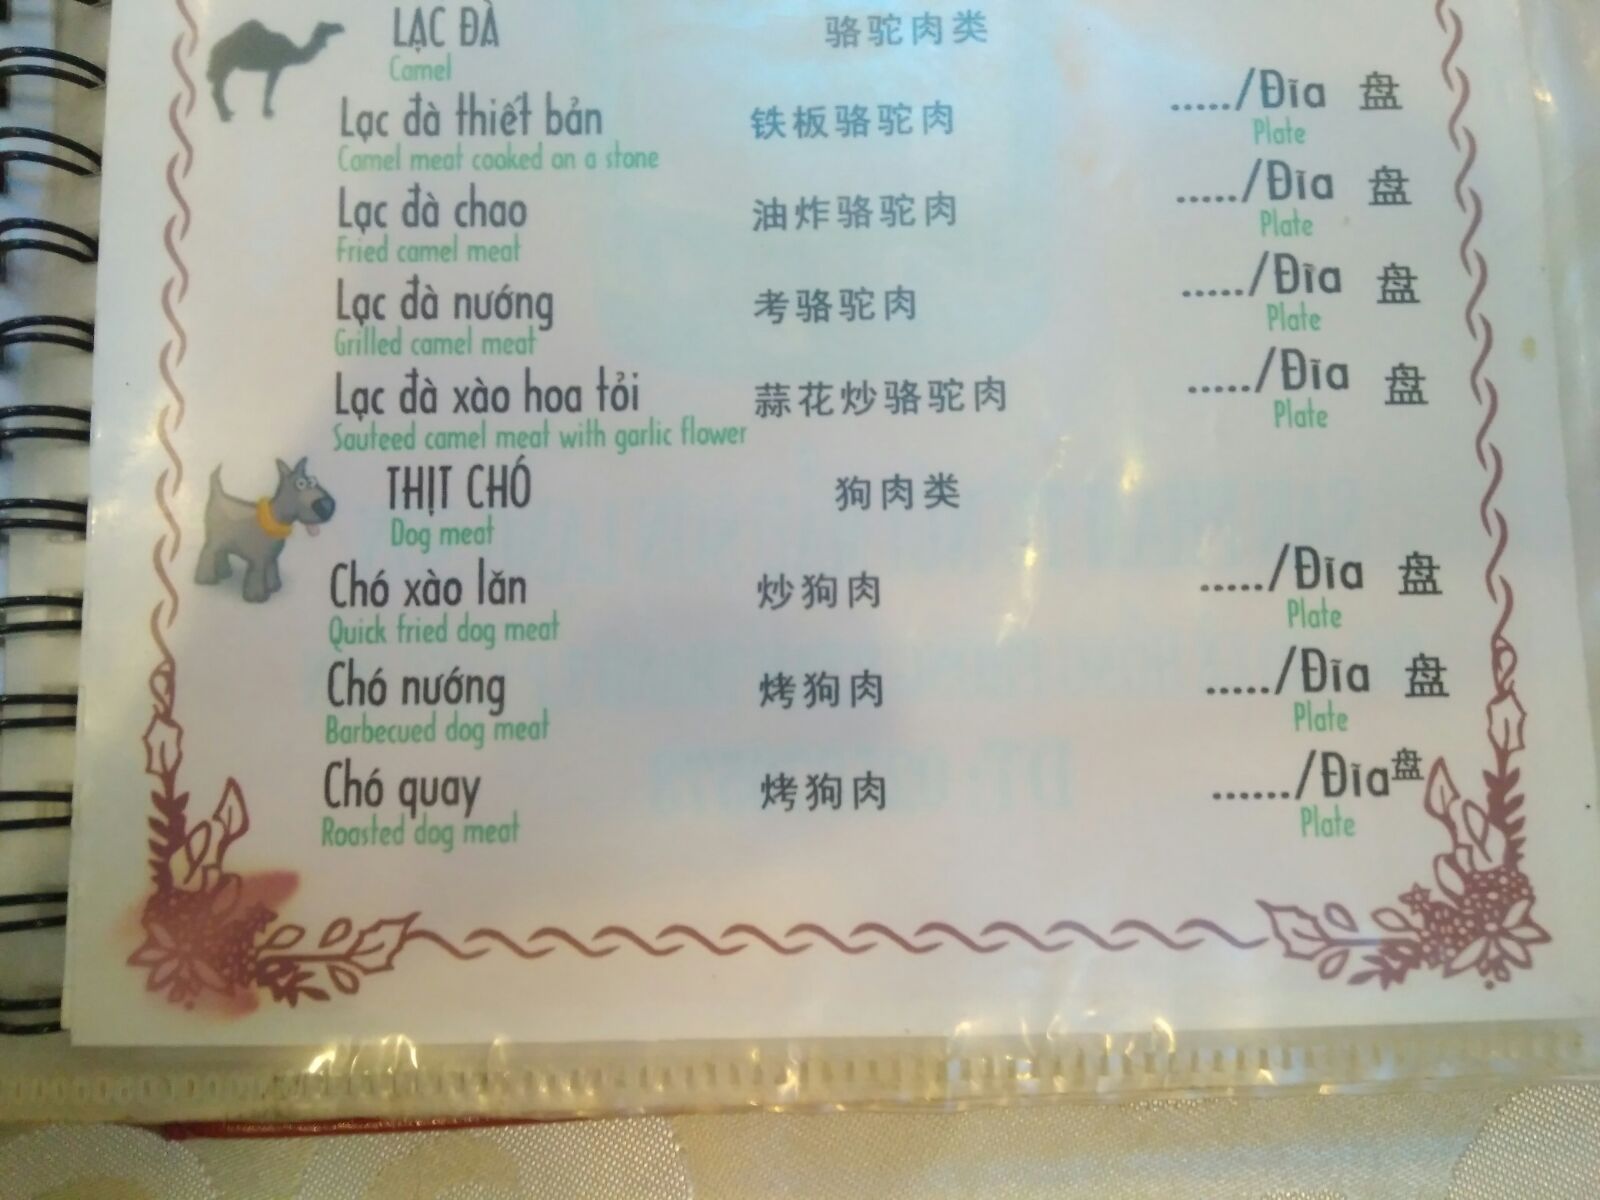 LẠC ĐÀ 骆驼肉类
Camel
Lạc đà thiết bản 铁板骆驼肉 ...../Đĩa 盘
Camel meat cooked on a stone Plate
Lạc đà chao 油炸骆驼肉 ...../Đĩa 盘
Fried camel meat Plate
Lạc đà nướng 考骆驼肉 ...../Đĩa 盘
Grilled camel meat Plate
Lạc đà xào hoa tỏi 蒜花炒骆驼肉 ...../Đĩa 盘
Sauteed camel meat with garlic flower Plate
THỊT CHÓ 狗肉类
Dog meat
Chó xào lăn 炒狗肉 ...../Đĩa 盘
Quick fried dog meat Plate
Chó nướng 烤狗肉 ...../Đĩa 盘
Barbecued dog meat Plate
Chó quay 烤狗肉 ....../Đĩa盘
Roasted dog meat Plate